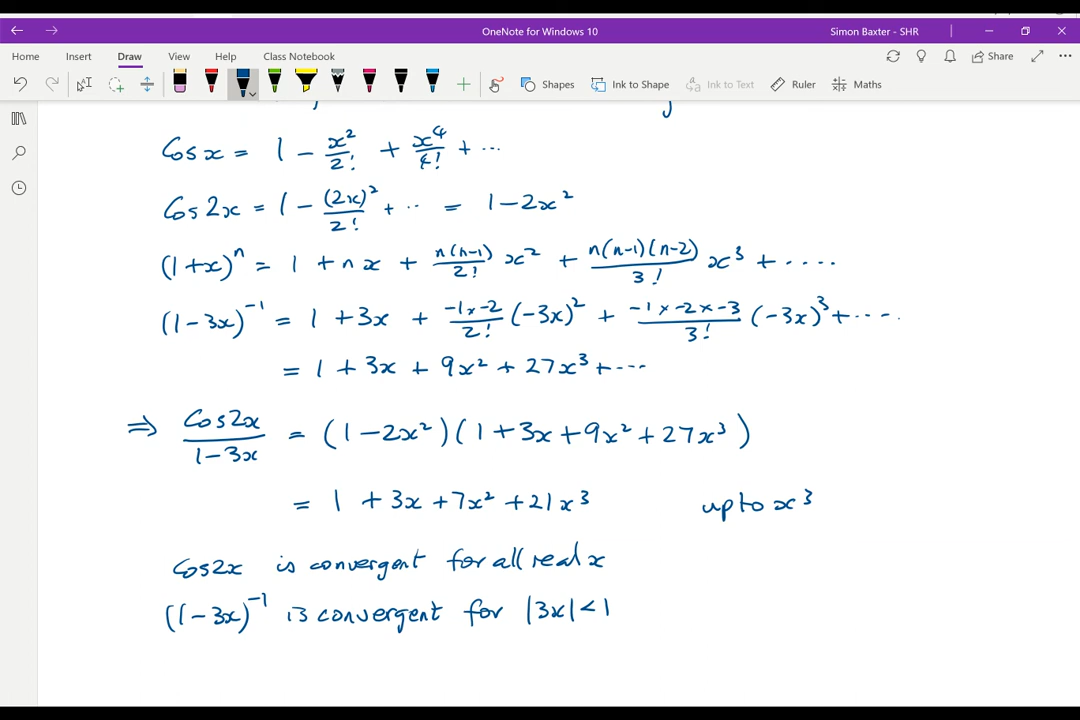 OneNote for Windows 10
Simon Baxter - SHR
Home Insert Draw View Help Class Notebook
Share
Shapes Ink to Shape Ink to Text Ruler Maths
Cos x = 1 - x²/2! + x⁴/4! + ...
Cos 2x = 1 - (2x)²/2! + ... = 1 - 2x²
(1+x)ⁿ = 1 + nx + n(n-1)/2! x² + n(n-1)(n-2)/3! x³ + ....
(1-3x)⁻¹ = 1 + 3x + -1x-2/2! (-3x)² + -1x-2x-3/3! (-3x)³ + ....
= 1 + 3x + 9x² + 27x³ + ...
⇒ Cos2x/1-3x = (1-2x²)(1+3x+9x²+27x³)
= 1 + 3x + 7x² + 21x³ up to x³
Cos2x is convergent for all real x
(1-3x)⁻¹ is convergent for |3x| < 1